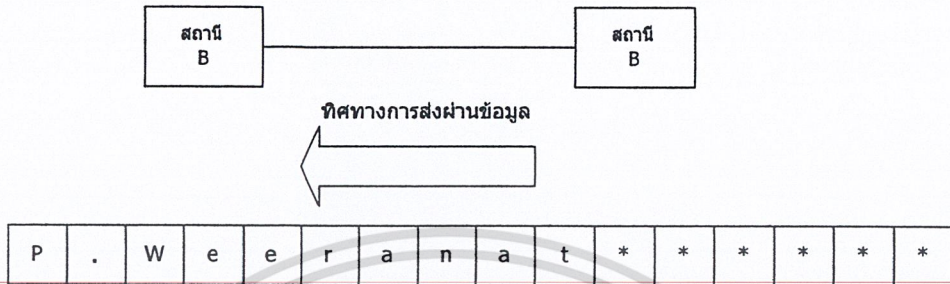 สถานี
B
สถานี
B
ทิศทางการส่งผ่านข้อมูล
P . W e e r a n a t * * * * * *